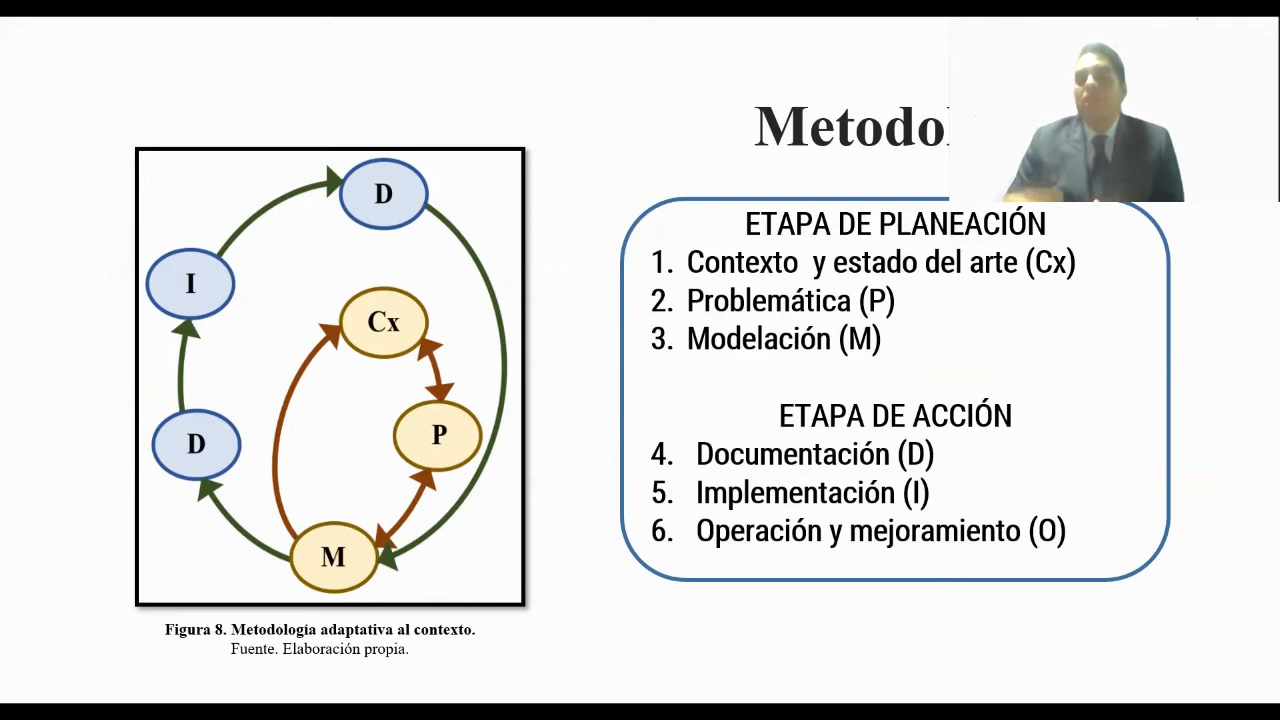 Metodol
D
I
Cx
P
D
M
Figura 8. Metodología adaptativa al contexto.
Fuente. Elaboración propia.
ETAPA DE PLANEACIÓN
1. Contexto y estado del arte (Cx)
2. Problemática (P)
3. Modelación (M)
ETAPA DE ACCIÓN
4. Documentación (D)
5. Implementación (I)
6. Operación y mejoramiento (O)